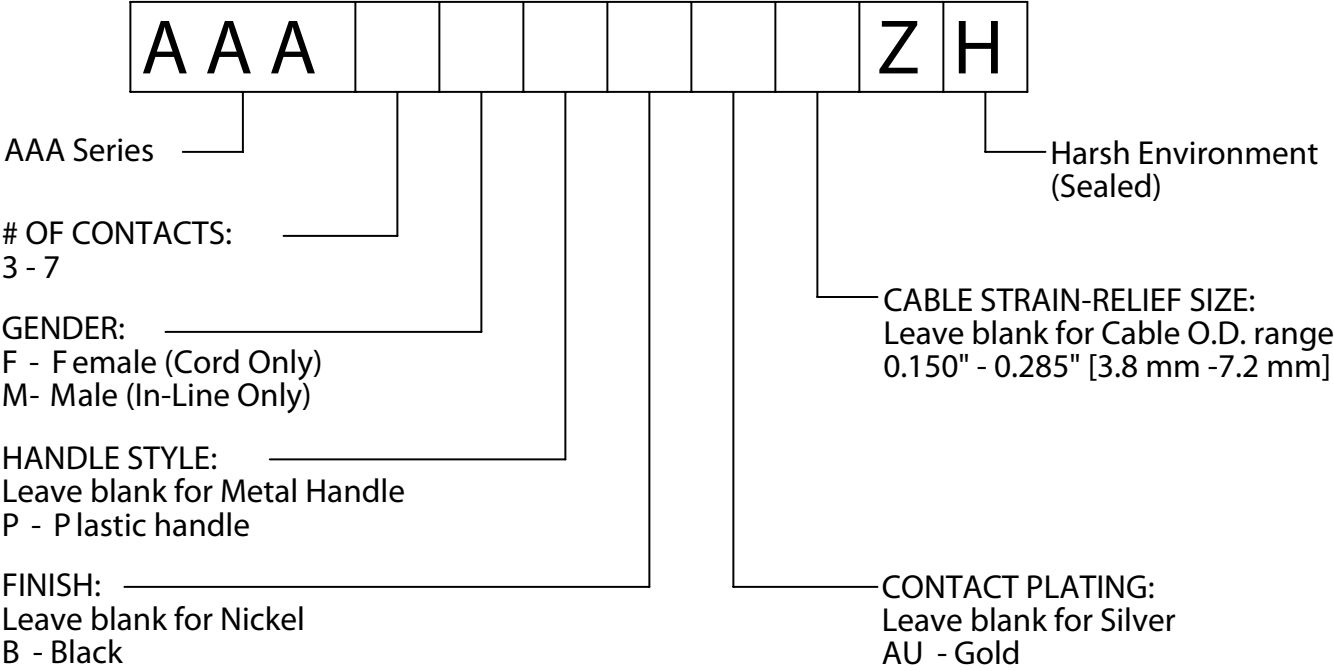 A A A Z H
AAA Series
Harsh Environment
(Sealed)
# OF CONTACTS:
3 - 7
GENDER:
F - F emale (Cord Only)
M- Male (In-Line Only)
CABLE STRAIN-RELIEF SIZE:
Leave blank for Cable O.D. range
0.150" - 0.285" [3.8 mm -7.2 mm]
HANDLE STYLE:
Leave blank for Metal Handle
P - P lastic handle
FINISH:
Leave blank for Nickel
B - Black
CONTACT PLATING:
Leave blank for Silver
AU - Gold